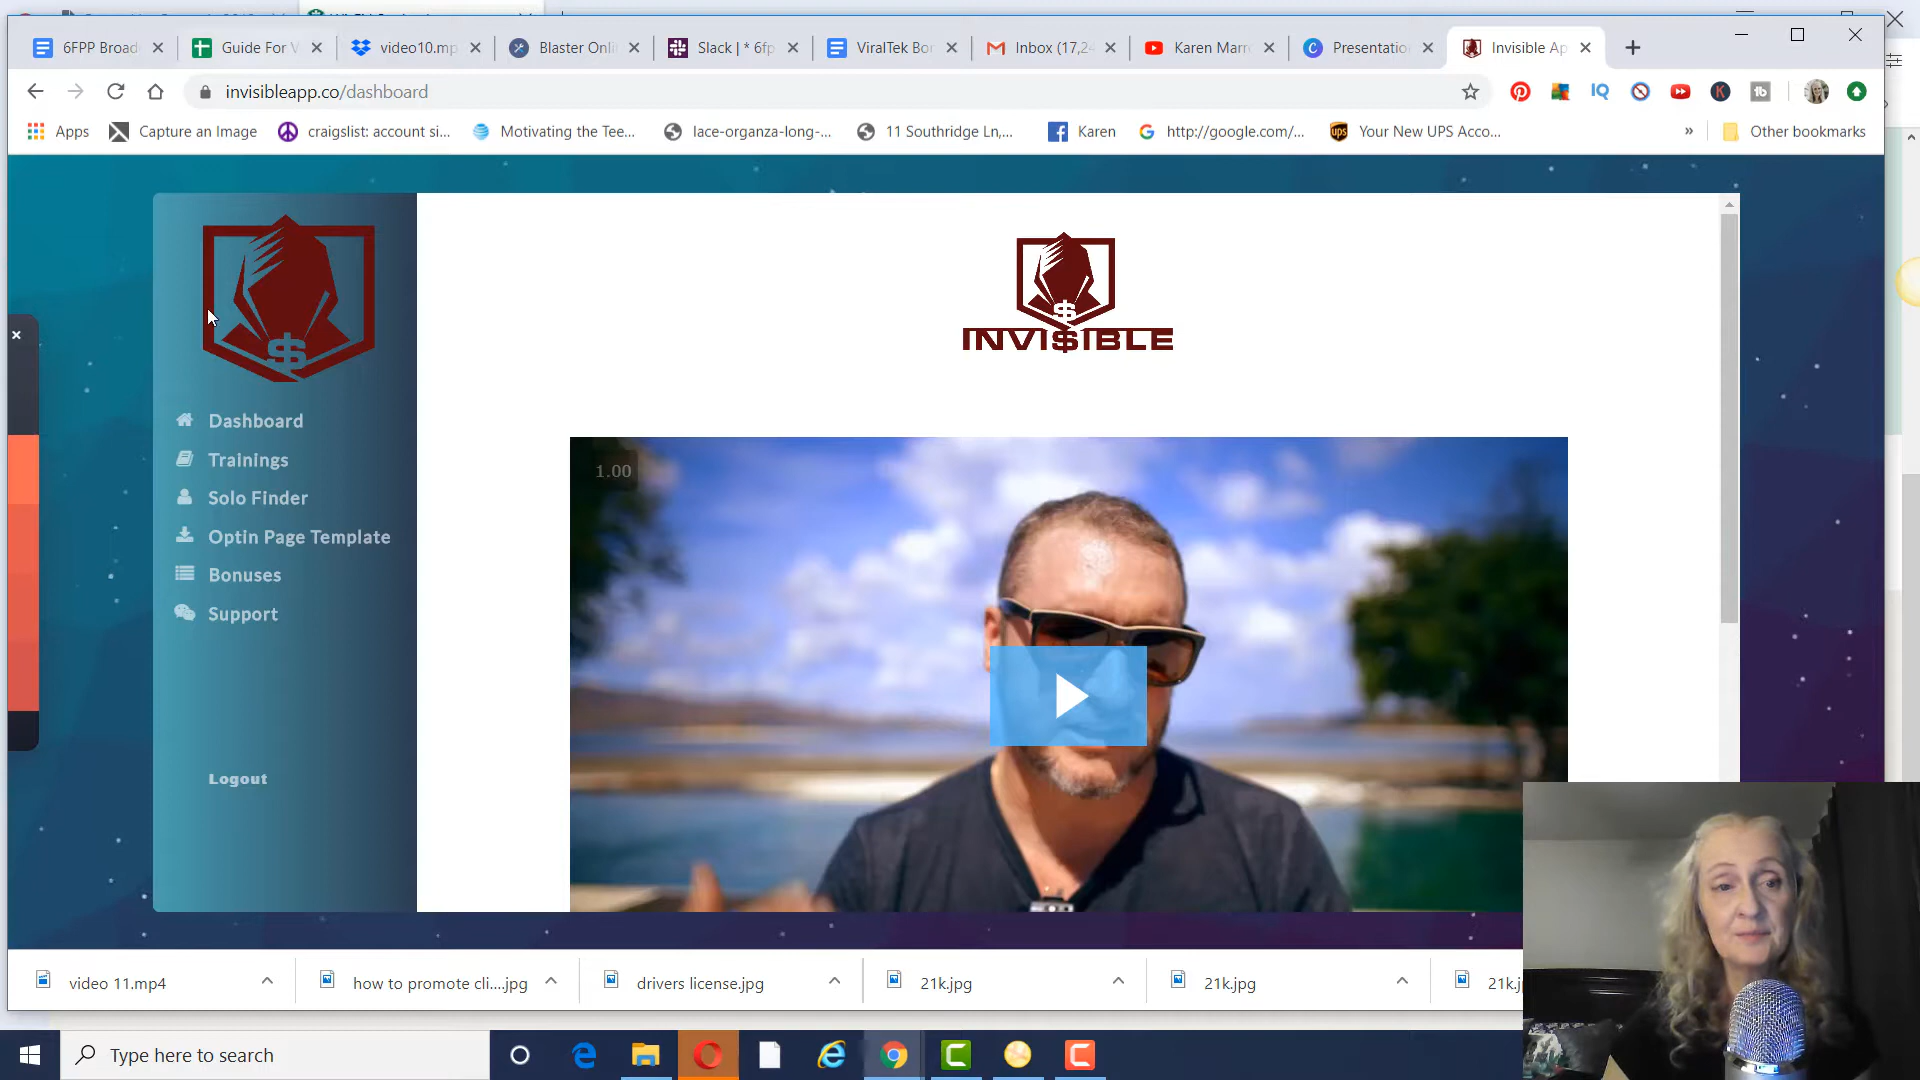 6FPP Broad
Guide For V
video10.mp
Blaster Onli
Slack | * 6fp
ViralTek Bo
Inbox (17,2
Karen Marr
Presentatio
Invisible Ap
invisibleapp.co/dashboard
Apps
Capture an Image
craigslist: account si...
Motivating the Tee...
lace-organza-long-...
11 Southridge Ln,...
Karen
http://google.com/...
Your New UPS Acco...
»
Other bookmarks
INVI$IBLE
Dashboard
Trainings
Solo Finder
Optin Page Template
Bonuses
Support
Logout
1.00
video 11.mp4
how to promote cli....jpg
drivers license.jpg
21k.jpg
21k.jpg
21k.j
Type here to search